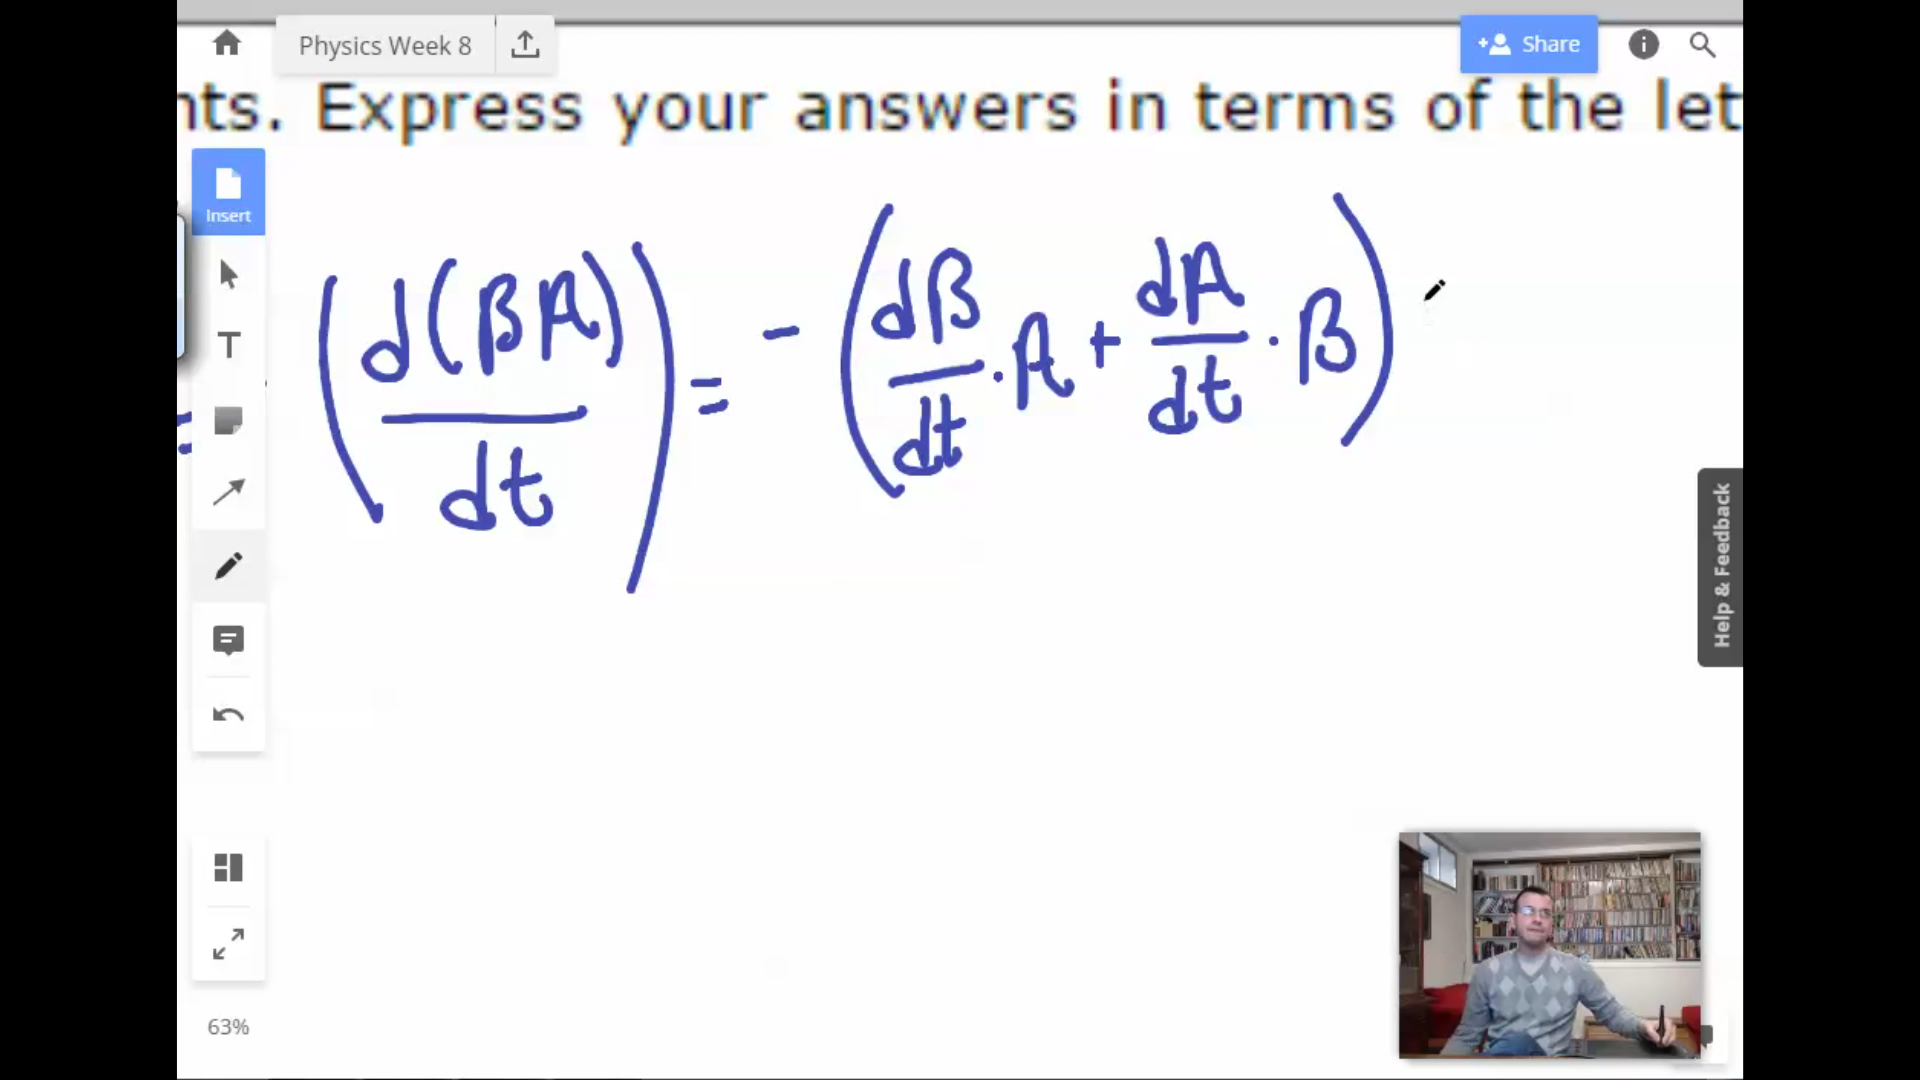 Physics Week 8
Share
nts. Express your answers in terms of the let
Insert
T
= (d(BA)/dt) = - (dB/dt · A + dA/dt · B)
Help & Feedback
63%